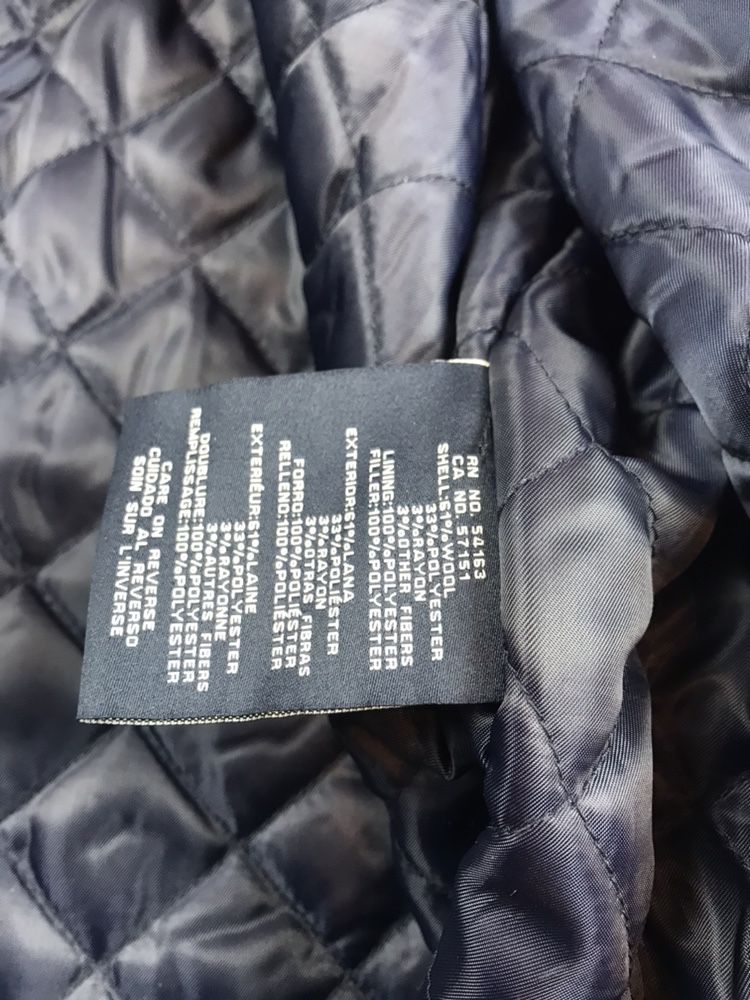 RN NO. 54163
CA NO. 57151
SHELL:61%WOOL
33%POLYESTER
3%RAYON
3%OTHER FIBERS
LINING:100%POLYESTER
FILLER:100%POLYESTER
EXTERIOR:61%LANA
33%POLIÉSTER
3%RAYON
3%OTRAS FIBRAS
FORRO:100%POLIÉSTER
RELLENO:100%POLIÉSTER
EXTERIEUR:61%LAINE
33%POLYESTER
3%RAYONNE
3%AUTRES FIBERS
DOUBLURE:100%POLYESTER
REMPLISSAGE:100%POLYESTER
CARE ON REVERSE
CUIDADO AL REVERSO
SOIN SUR L'INVERSE